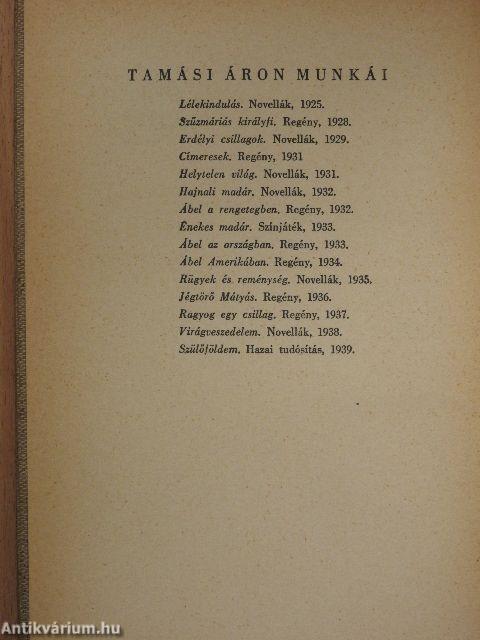 TAMÁSI ÁRON MUNKÁI
Lélekindulás. Novellák, 1925.
Szűzmáriás királyfi. Regény, 1928.
Erdélyi csillagok. Novellák, 1929.
Címeresek. Regény, 1931
Helytelen világ. Novellák, 1931.
Hajnali madár. Novellák, 1932.
Ábel a rengetegben. Regény, 1932.
Énekes madár. Színjáték, 1933.
Ábel az országban. Regény, 1933.
Ábel Amerikában. Regény, 1934.
Rügyek és reménység. Novellák, 1935.
Jégtörő Mátyás. Regény, 1936.
Ragyog egy csillag. Regény, 1937.
Virágveszedelem. Novellák, 1938.
Szülőföldem. Hazai tudósítás, 1939.
Antikvárium.hu